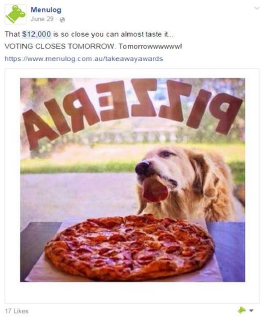 Menulog
June 29 ·
That $12,000 is so close you can almost taste it...
VOTING CLOSES TOMORROW. Tomorrowwwwww!
https://www.menulog.com.au/takeawayawards
PIZZERIA
17 Likes